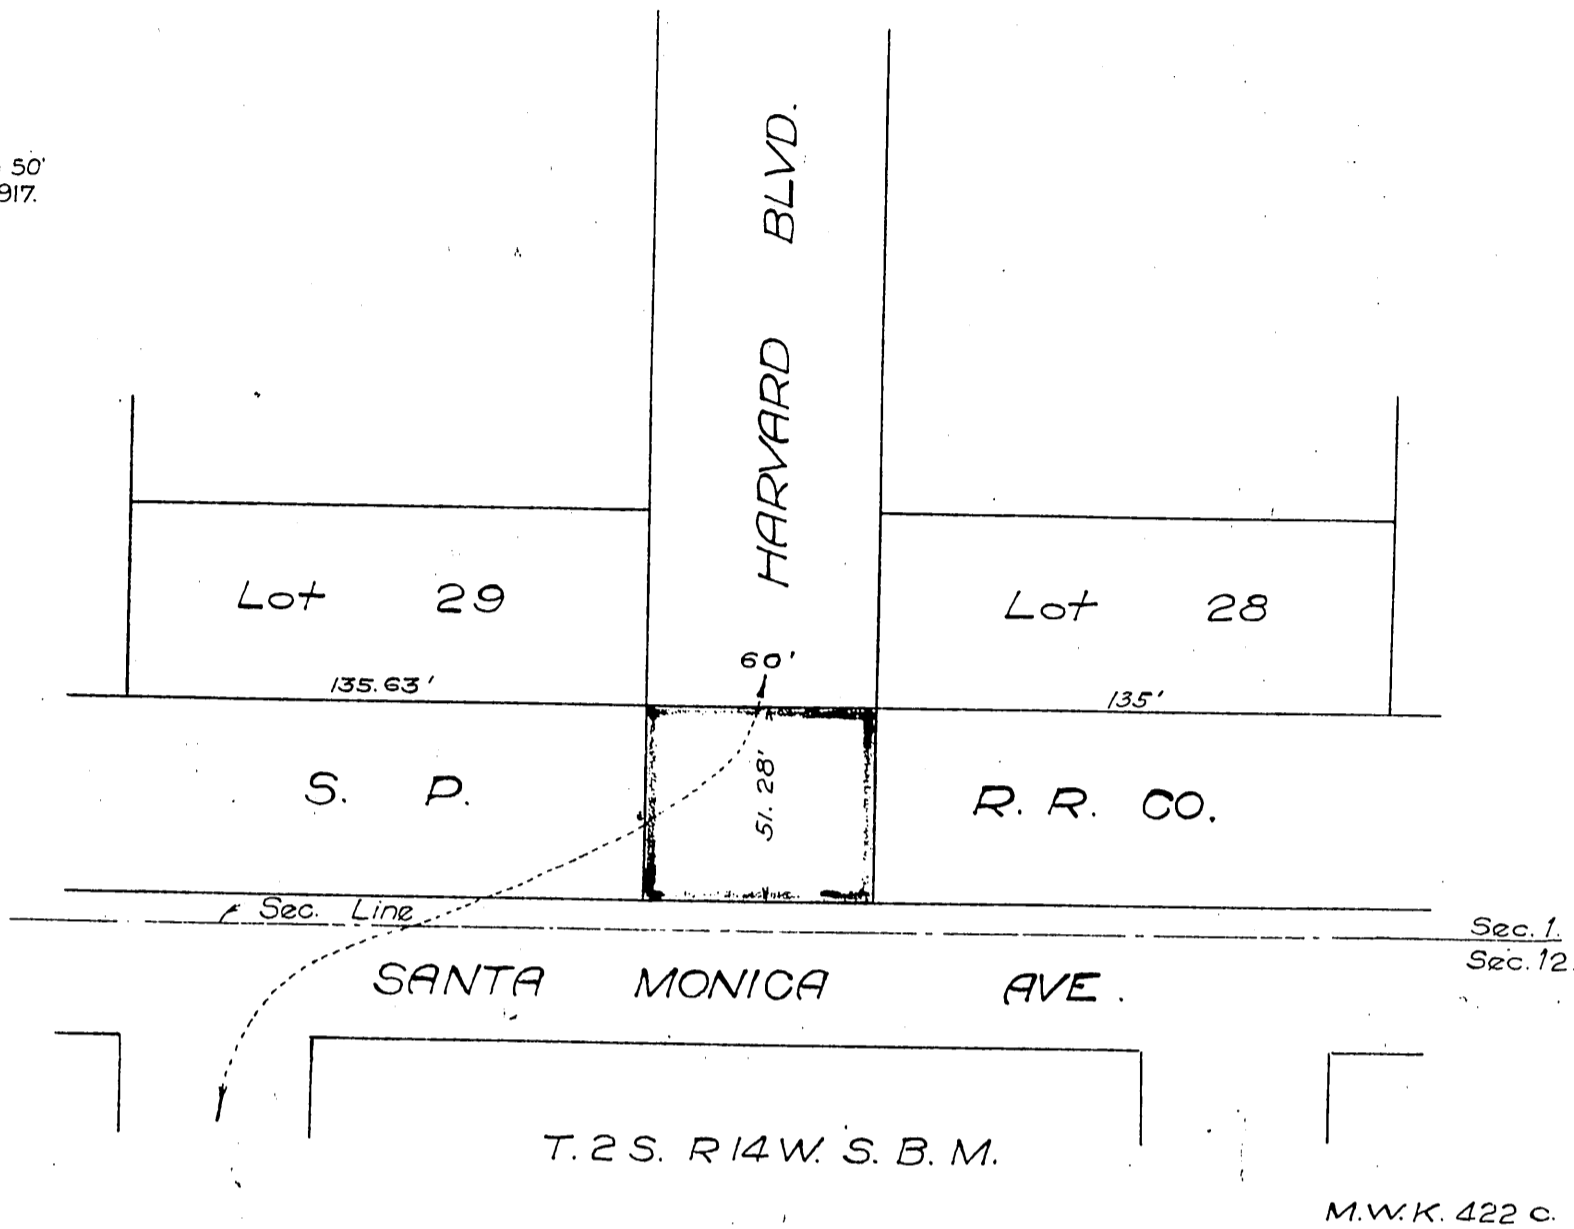 50'
917.
HARVARD BLVD.
Lot 29
Lot 28
60'
135.63'
135'
51.28'
S. P.
R. R. CO.
Sec. Line
Sec. 1.
Sec. 12.
SANTA MONICA AVE.
T. 2 S. R 14 W. S. B. M.
M.W.K. 422 C.